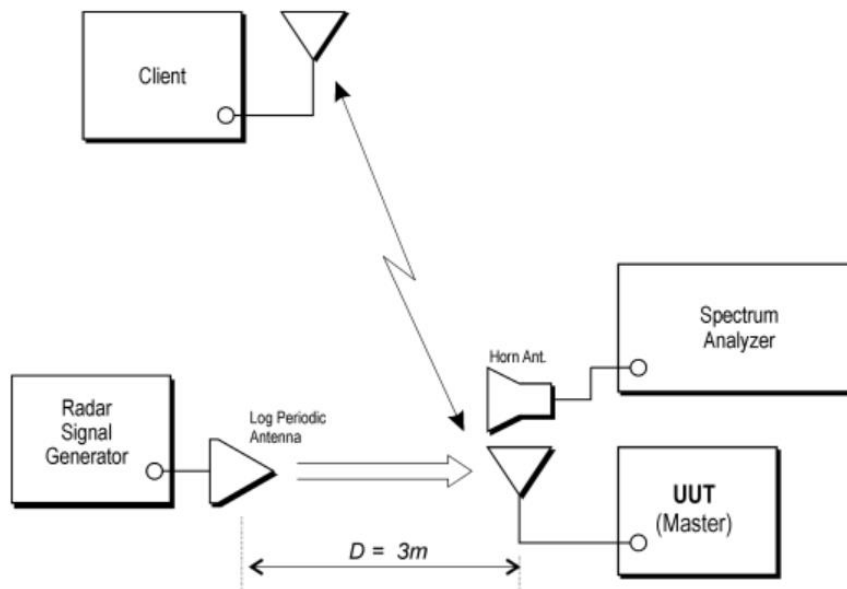 Client
Spectrum
Analyzer
Horn Ant.
Radar
Signal
Generator
Log Periodic
Antenna
UUT
(Master)
D = 3m